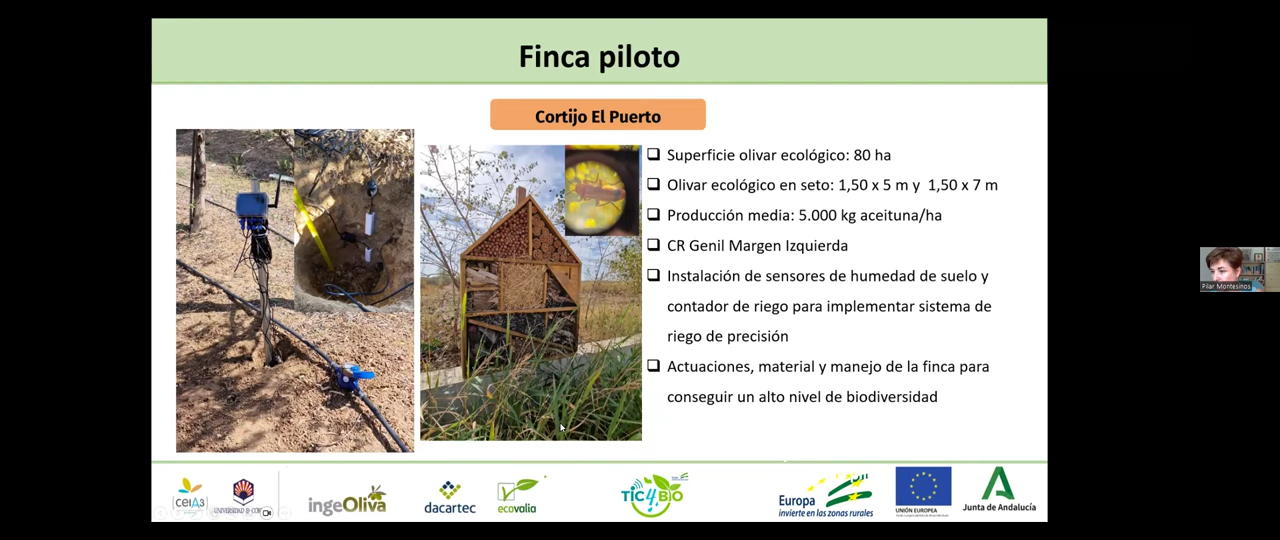 Finca piloto
Cortijo El Puerto
Superficie olivar ecológico: 80 ha
Olivar ecológico en seto: 1,50 x 5 m y 1,50 x 7 m
Producción media: 5.000 kg aceituna/ha
CR Genil Margen Izquierda
Instalación de sensores de humedad de suelo y
contador de riego para implementar sistema de
riego de precisión
Actuaciones, material y manejo de la finca para
conseguir un alto nivel de biodiversidad
Pilar Montesinos
ceiA3
ingeOliva
dacartec
ecovalia
TIC4BIO
Europa
invierte en las zonas rurales
UNIÓN EUROPEA
Junta de Andalucía